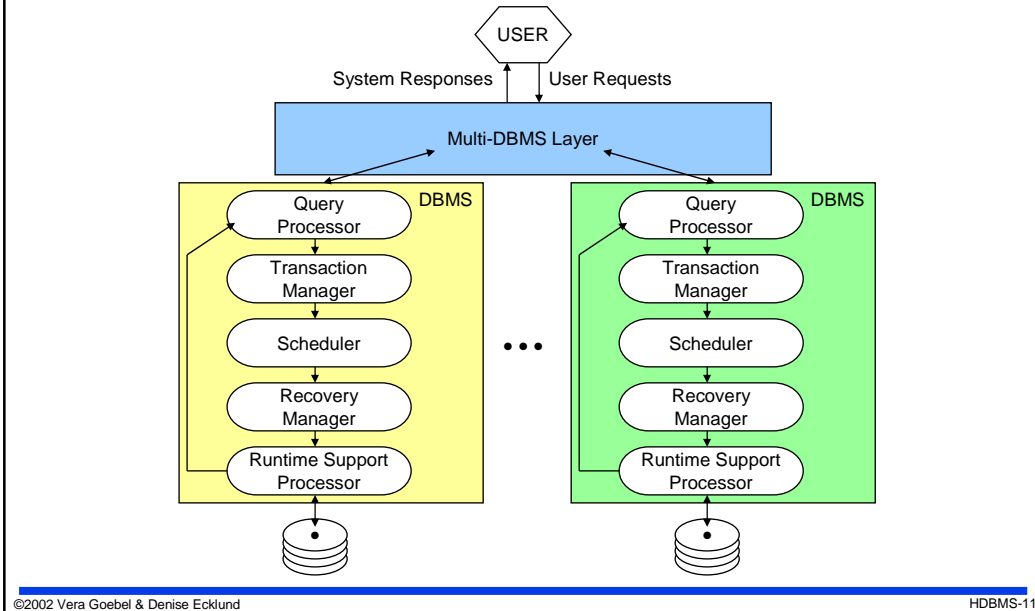 USER
System Responses
User Requests
Multi-DBMS Layer
DBMS
Query
Processor
Transaction
Manager
Scheduler
Recovery
Manager
Runtime Support
Processor
•••
DBMS
Query
Processor
Transaction
Manager
Scheduler
Recovery
Manager
Runtime Support
Processor
©2002 Vera Goebel & Denise Ecklund
HDBMS-11